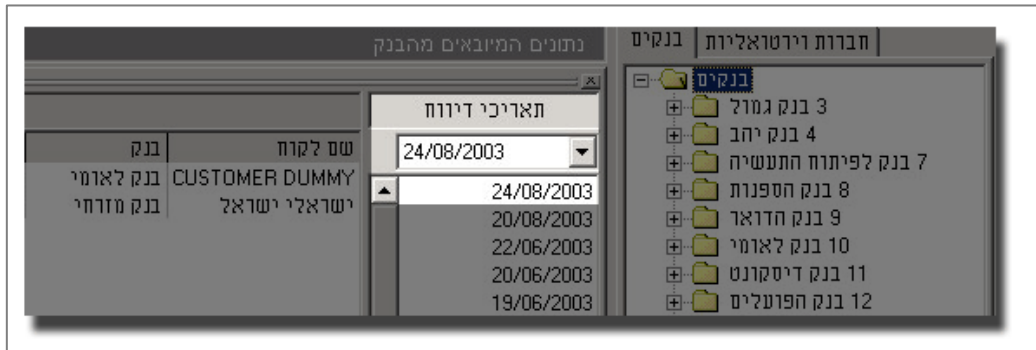 בנקים
חברות וירטואליות
נתונים המיובאים מהבנק
בנקים
3 בנק גמול
4 בנק יהב
7 בנק לפיתוח התעשיה
8 בנק הספנות
9 בנק הדואר
10 בנק לאומי
11 בנק דיסקונט
12 בנק הפועלים
תאריכי דיווח
24/08/2003
24/08/2003
20/08/2003
22/06/2003
20/06/2003
19/06/2003
שם לקוח בנק
CUSTOMER DUMMY בנק לאומי
ישראלי ישראל בנק מזרחי